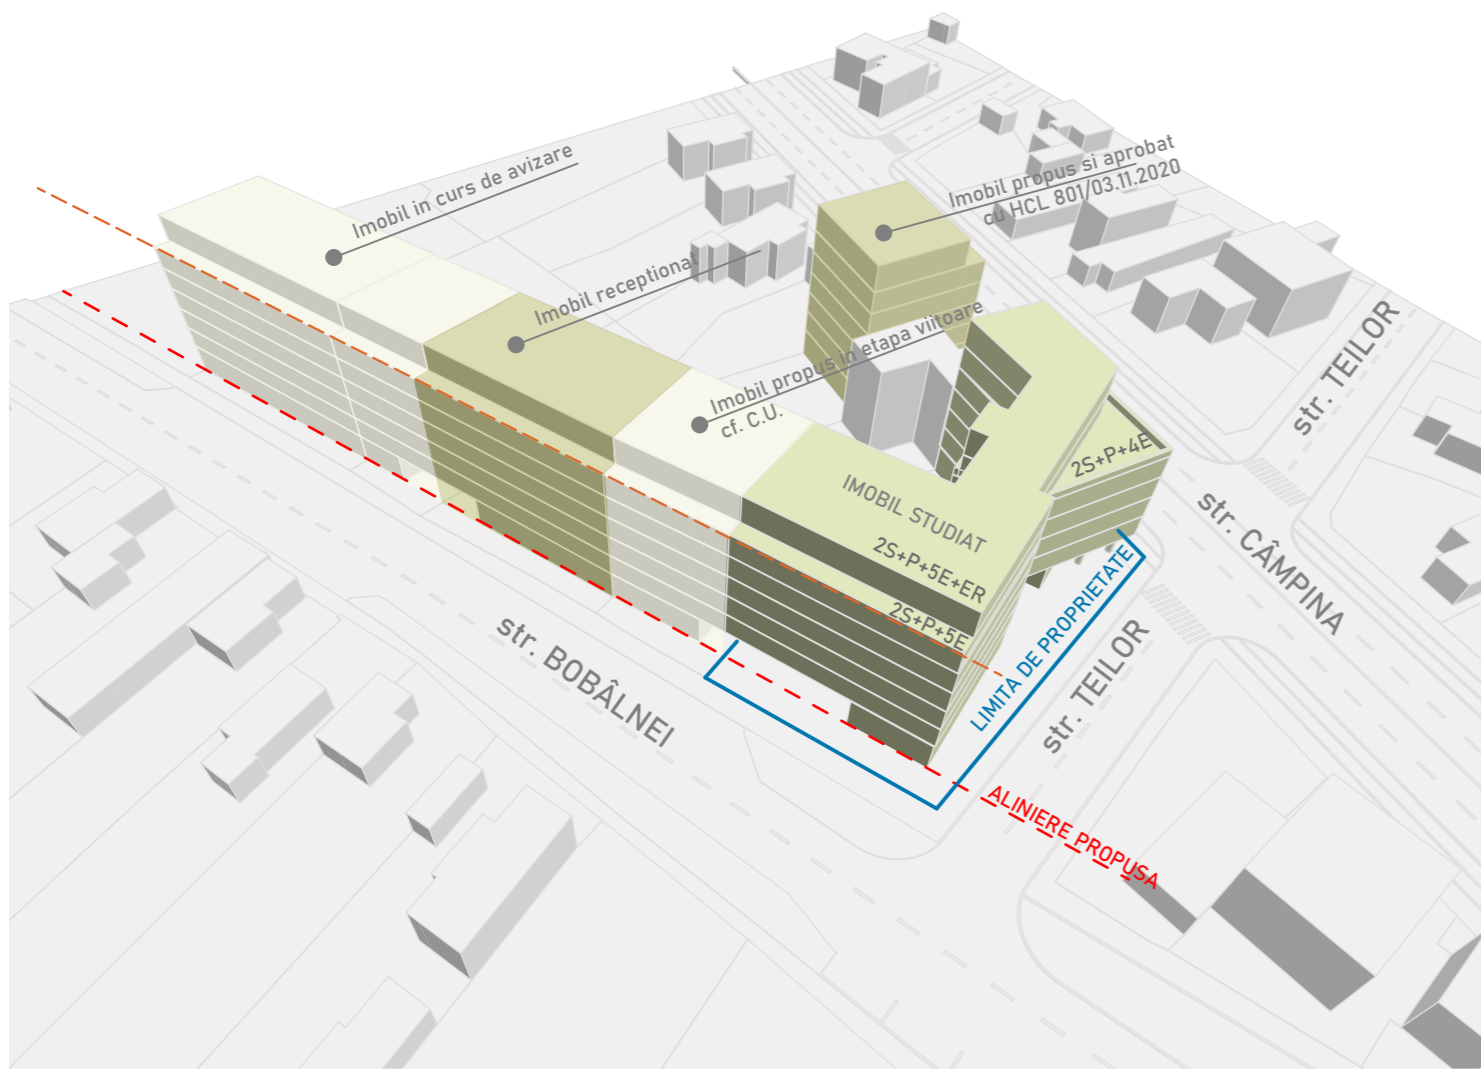 Imobil in curs de avizare
Imobil propus si aprobat
cu HCL 801/03.11.2020
Imobil receptionat
Imobil propus in etapa viitoare
cf. C.U.
str. TEILOR
2S+P+4E
IMOBIL STUDIAT
2S+P+5E+ER
2S+P+5E
str. CÂMPINA
LIMITA DE PROPRIETATE
str. BOBÂLNEI
str. TEILOR
ALINIERE PROPUSA